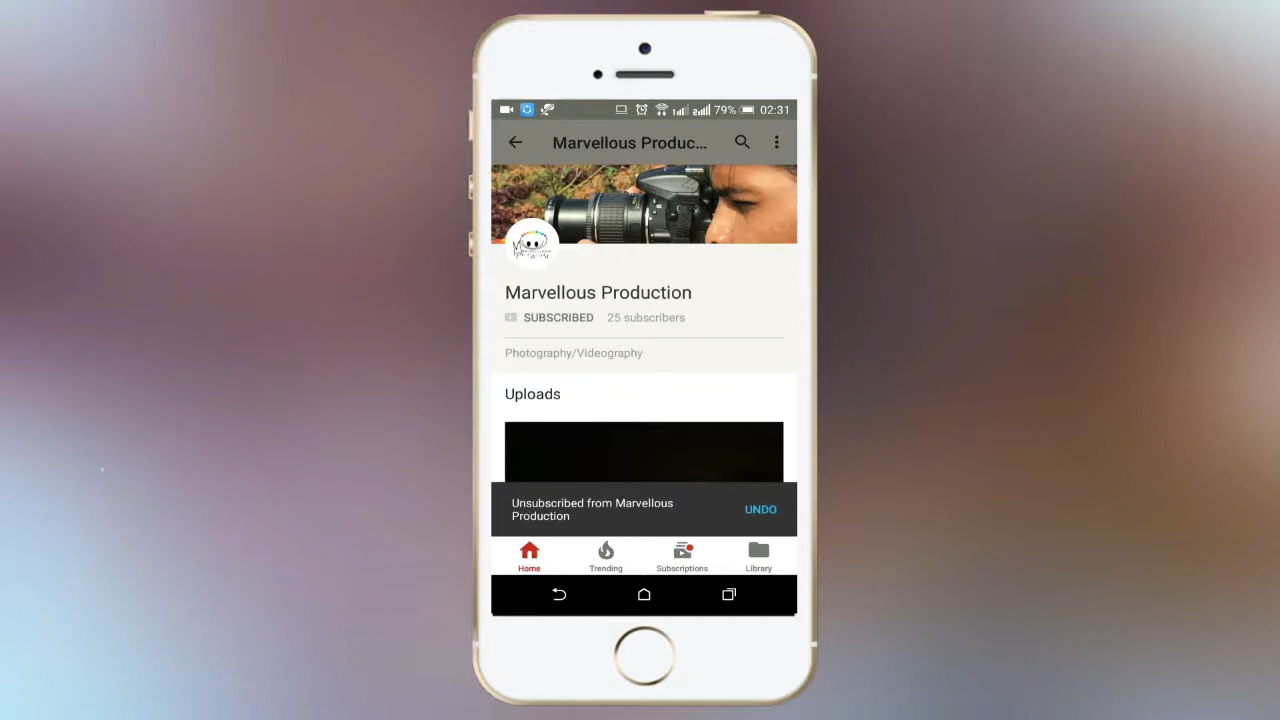 79% 02:31
Marvellous Produc...
Marvellous Production
SUBSCRIBED 25 subscribers
Photography/Videography
Uploads
Unsubscribed from Marvellous
Production
UNDO
Home Trending Subscriptions Library